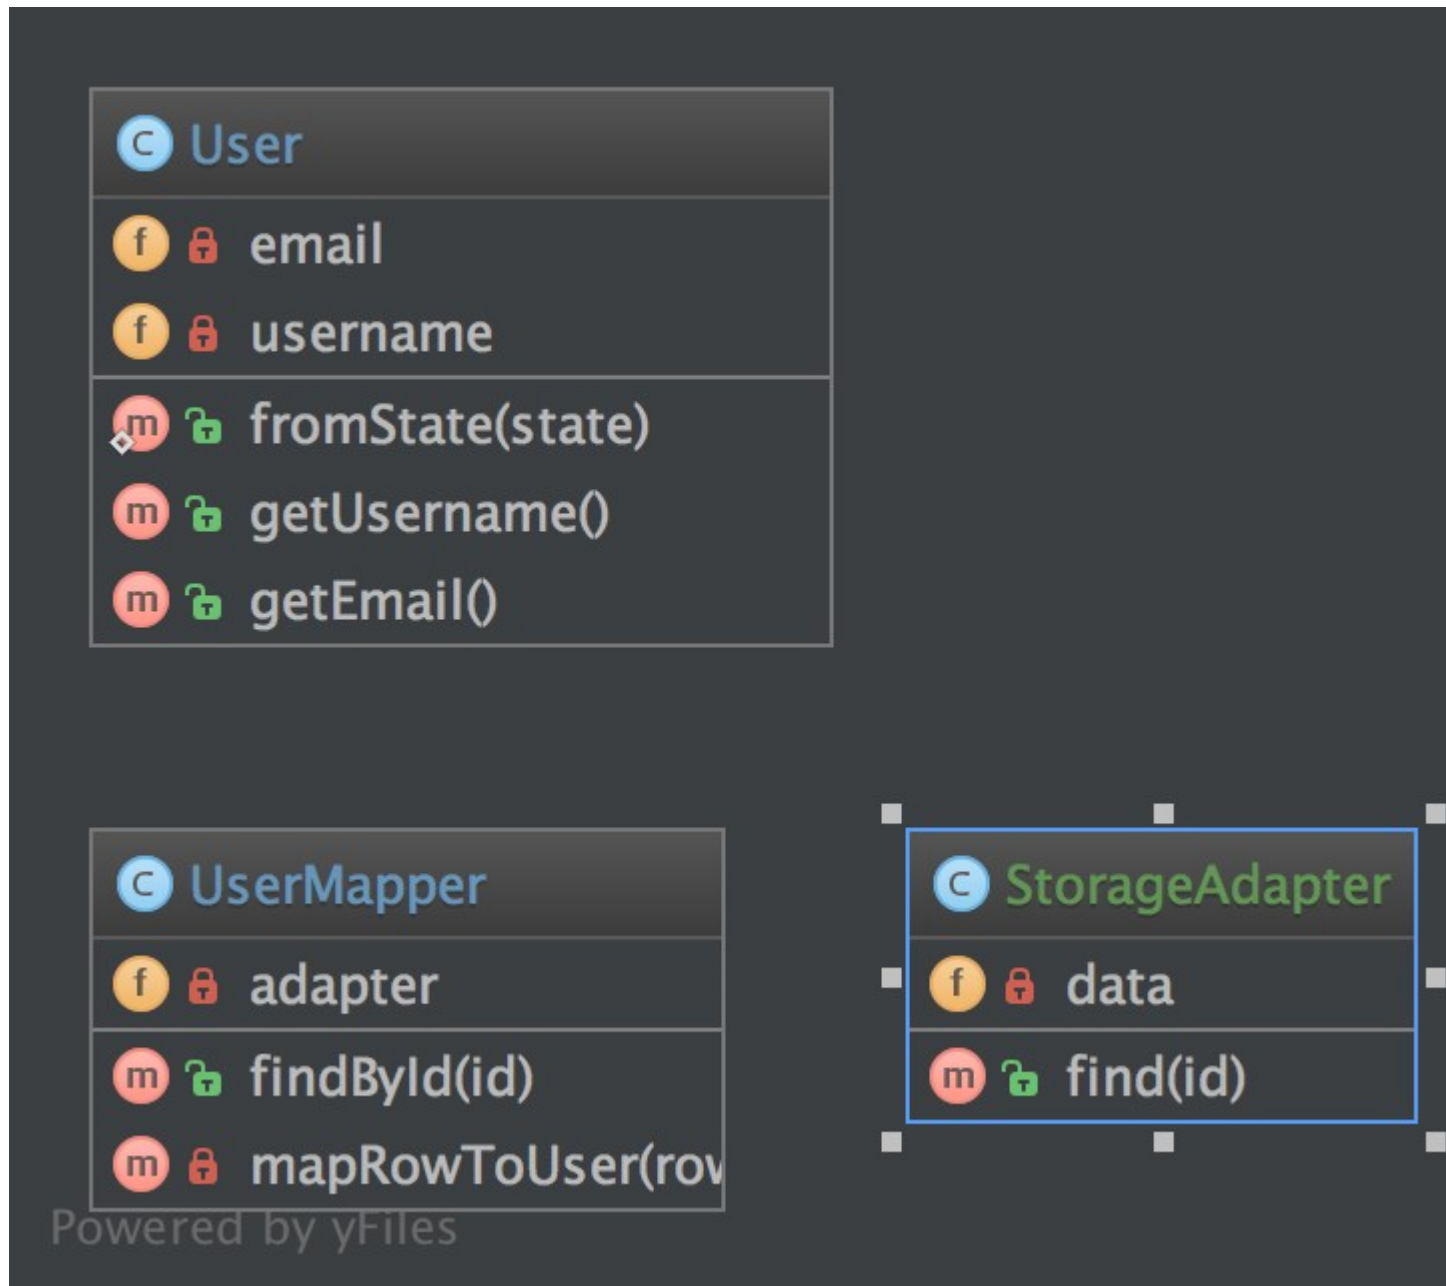 C User
f email
f username
m fromState(state)
m getUsername()
m getEmail()
C UserMapper
f adapter
m findById(id)
m mapRowToUser(row
C StorageAdapter
f data
m find(id)
Powered by yFiles